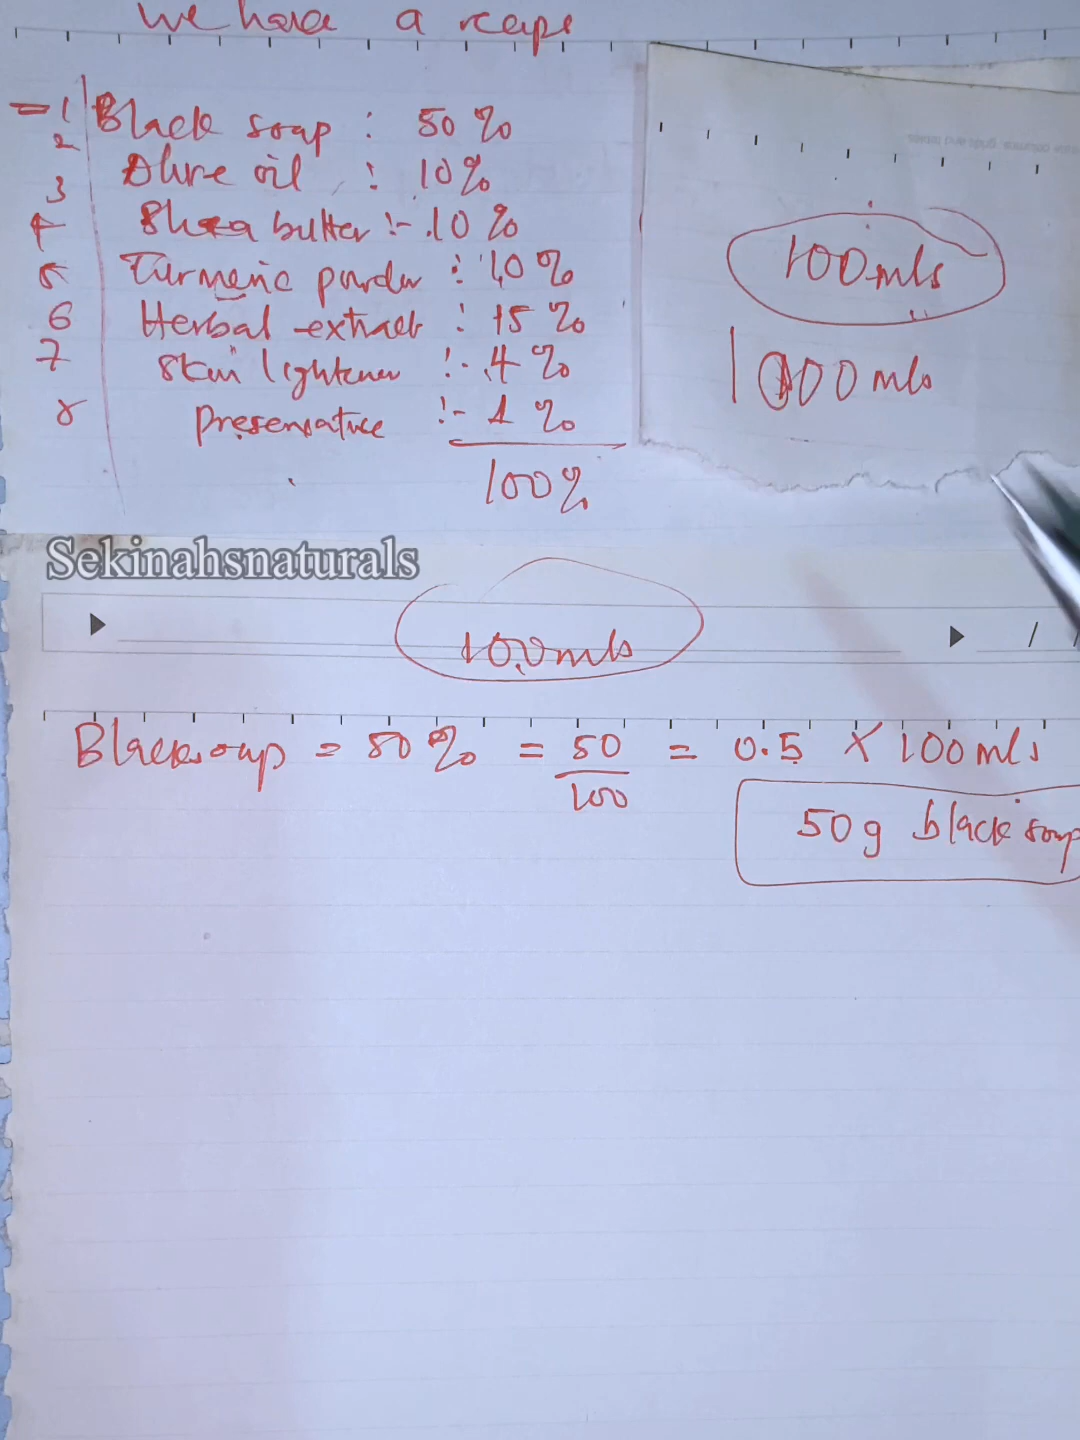 We have a recipe
1 Black soap : 50 %
2 Olive oil : 10%
3 Shea butter :- 10 %
4 Turmeric powder : 10 %
5 Herbal extract : 15 %
6 Skin lightener :- 4 %
7 Preservative :- 1 %
8
100%
100mls
1000 mls
Sekinahsnaturals
100mls
Blacksoap = 50 % = 50/100 = 0.5 X 100mls
50g black soap